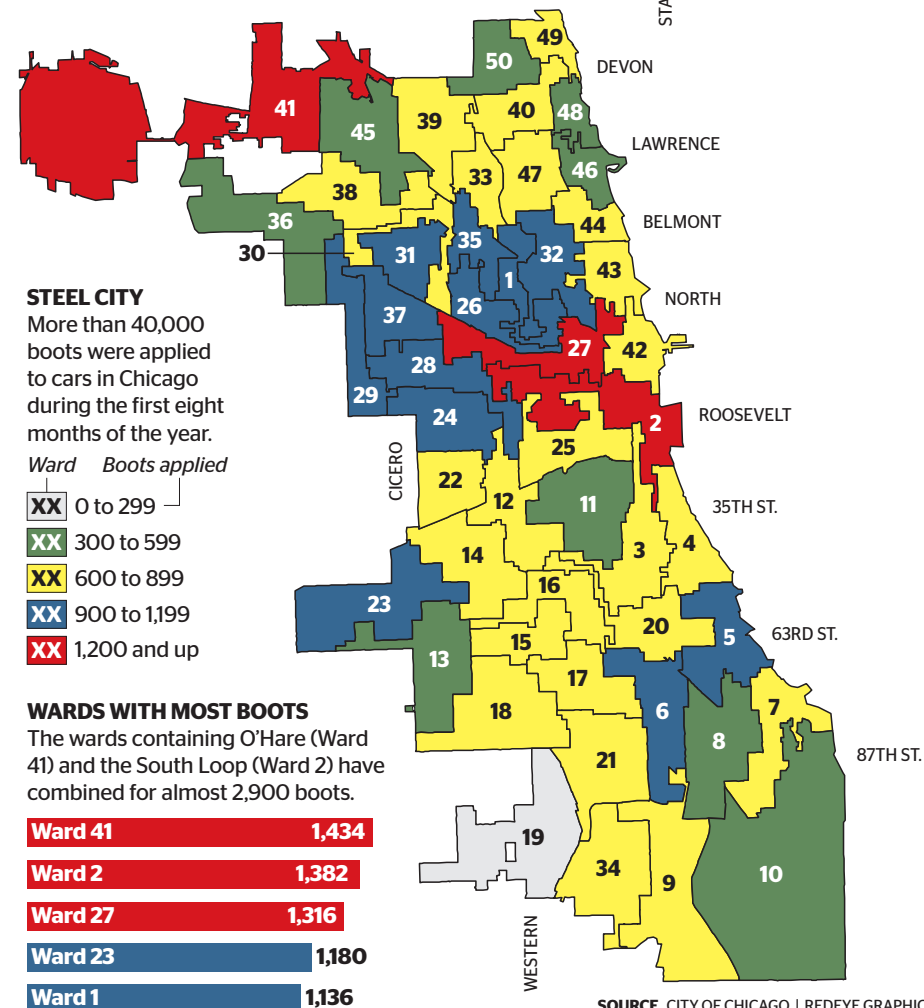 STA
49
50
DEVON
41
45
39
40
48
LAWRENCE
33
47
46
38
36
44
BELMONT
30
35
31
32
43
1
26
NORTH
37
27
42
28
29
24
2
ROOSEVELT
25
CICERO
22
12
11
35TH ST.
14
3
4
16
23
15
20
5
63RD ST.
13
17
18
6
7
8
21
87TH ST.
19
34
9
10
WESTERN
STEEL CITY
More than 40,000
boots were applied
to cars in Chicago
during the first eight
months of the year.
Ward Boots applied
XX 0 to 299
XX 300 to 599
XX 600 to 899
XX 900 to 1,199
XX 1,200 and up
WARDS WITH MOST BOOTS
The wards containing O'Hare (Ward
41) and the South Loop (Ward 2) have
combined for almost 2,900 boots.
Ward 41 1,434
Ward 2 1,382
Ward 27 1,316
Ward 23 1,180
Ward 1 1,136
SOURCE CITY OF CHICAGO | REDEYE GRAPHIC